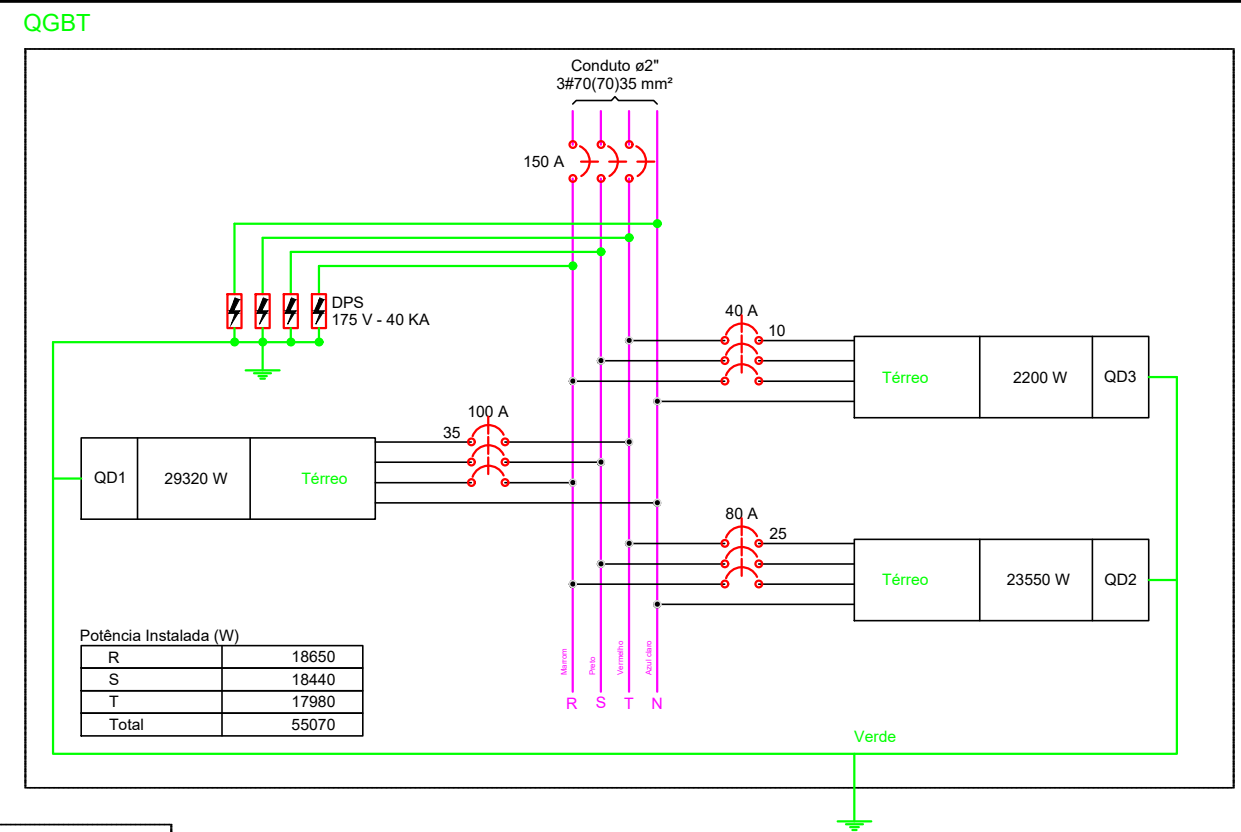 QGBT
Conduto ø2"
3#70(70)35 mm²
150 A
DPS
175 V - 40 KA
40 A
10
Térreo 2200 W QD3
100 A
35
QD1 29320 W Térreo
80 A
25
Térreo 23550 W QD2
Potência Instalada (W)
R 18650
S 18440
T 17980
Total 55070
Marrom Preto Vermelho Azul claro
R S T N
Verde